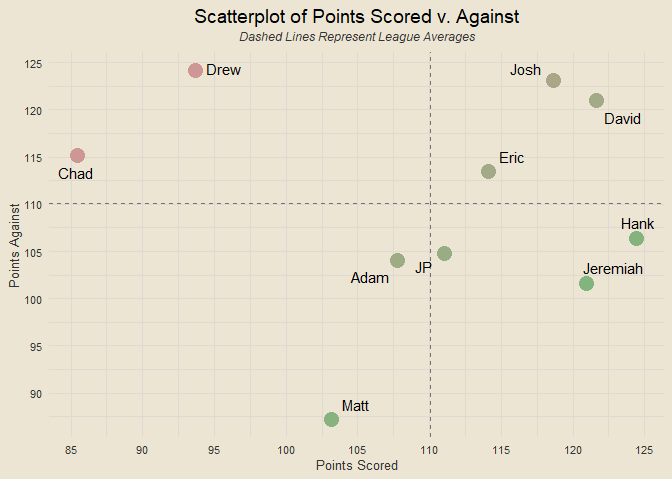 Scatterplot of Points Scored v. Against
Dashed Lines Represent League Averages
125
120
115
110
105
100
95
90
Points Against
Drew
Josh
David
Chad
Eric
Hank
JP
Adam
Jeremiah
Matt
85
90
95
100
105
110
115
120
125
Points Scored